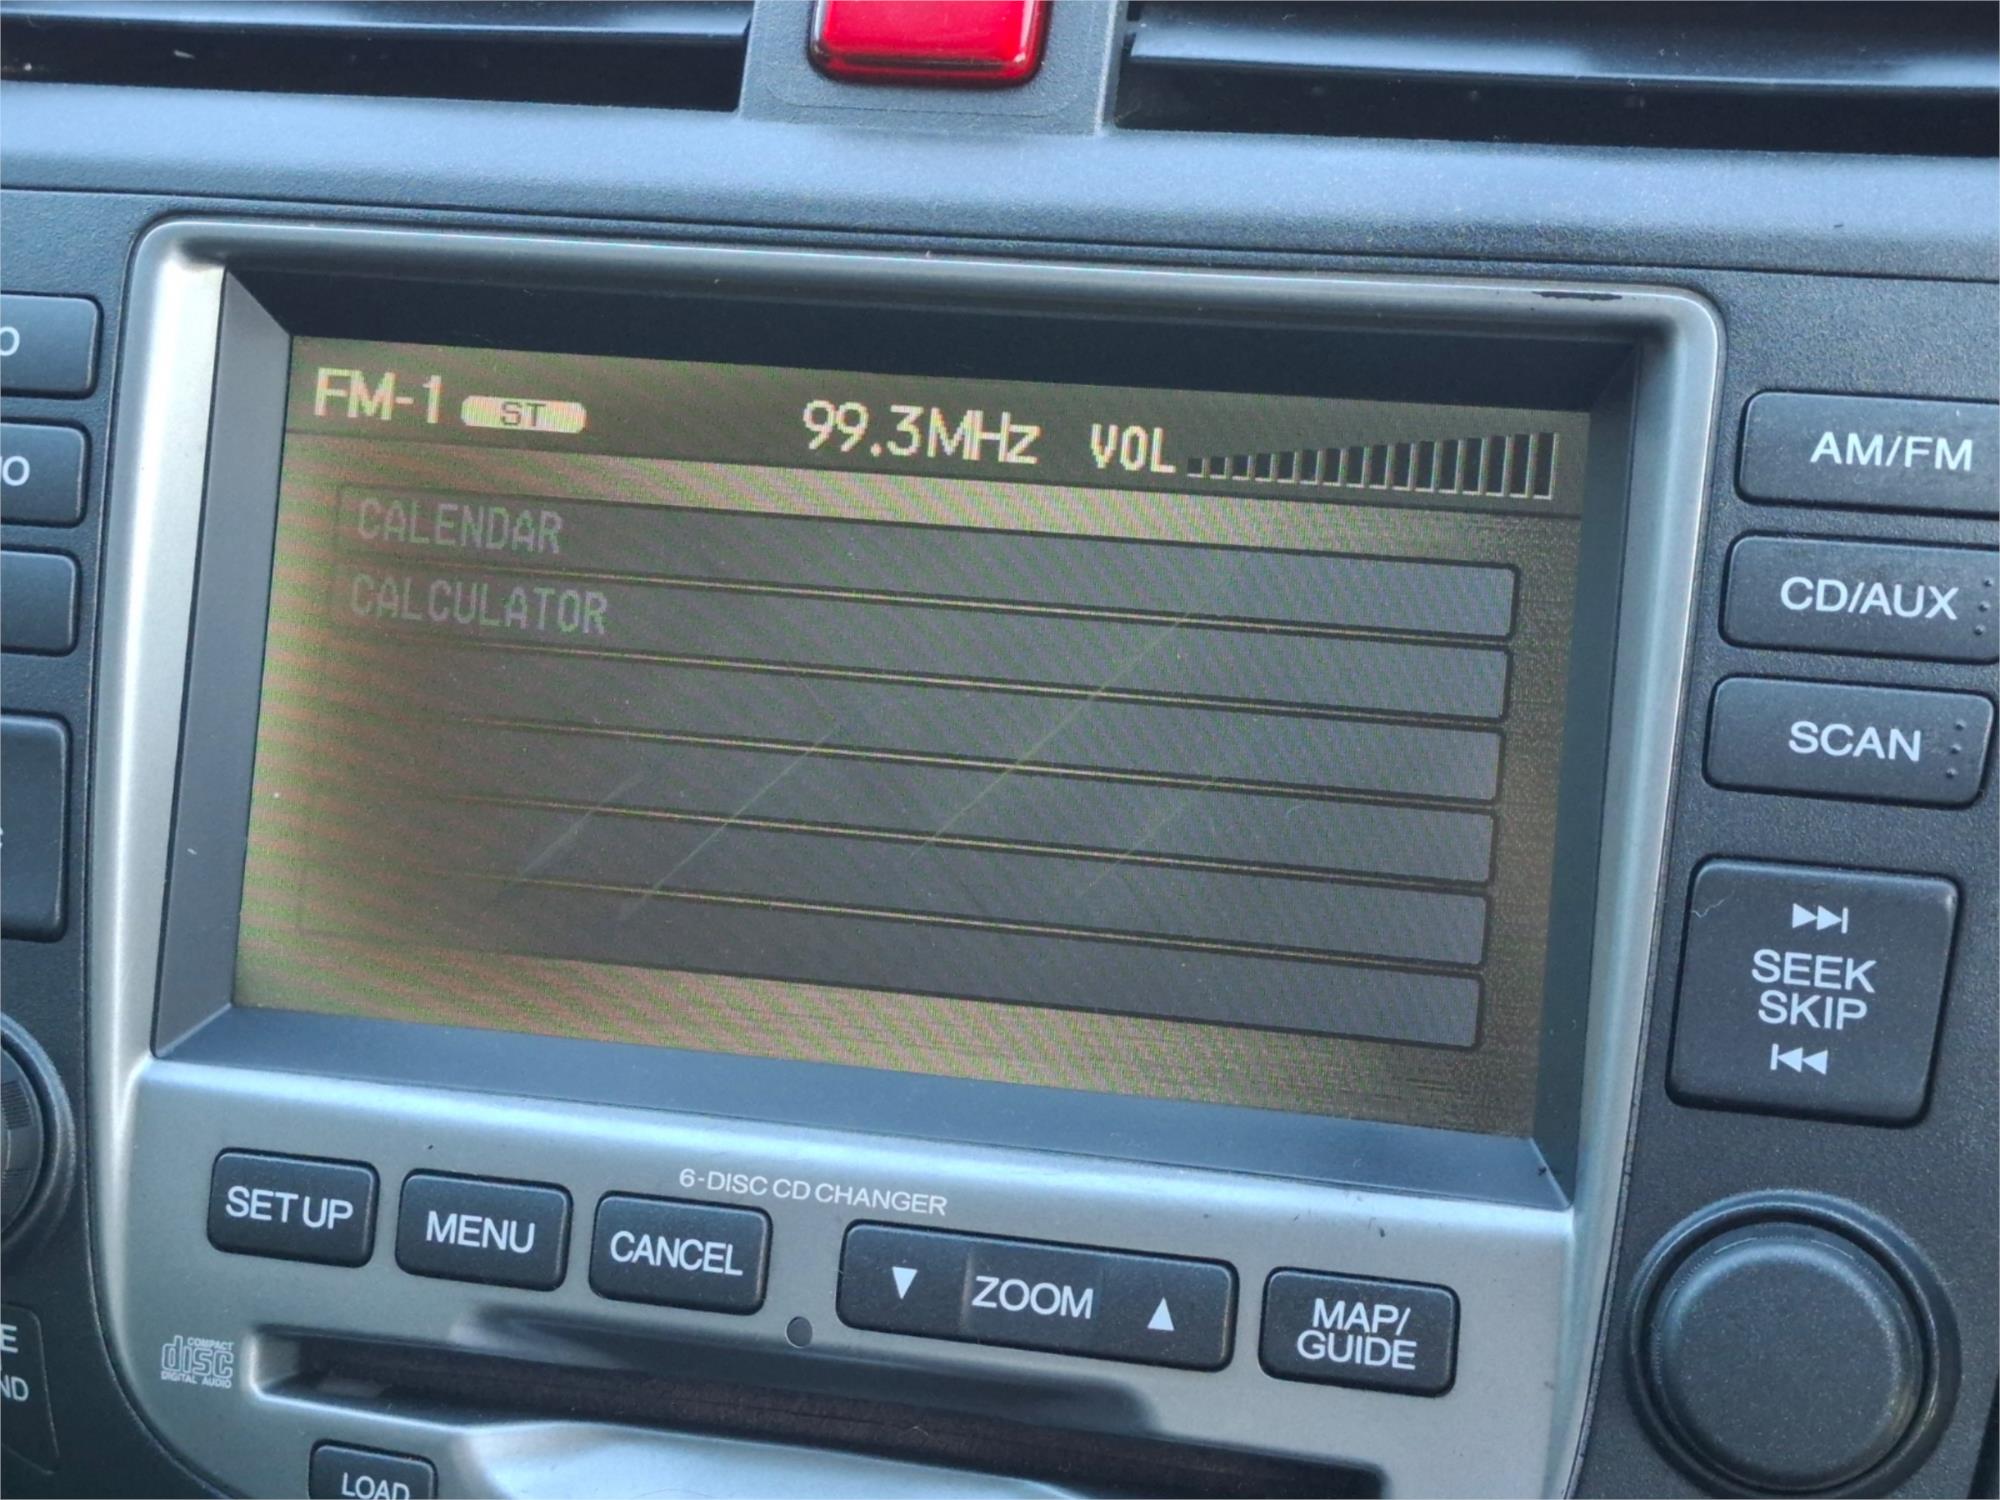 FM-1 ST 99.3MHz VOL
CALENDAR
CALCULATOR
AM/FM
CD/AUX
SCAN
SEEK
SKIP
6-DISC CD CHANGER
SET UP
MENU
CANCEL
ZOOM
MAP/
GUIDE
COMPACT
disc
DIGITAL AUDIO
LOAD